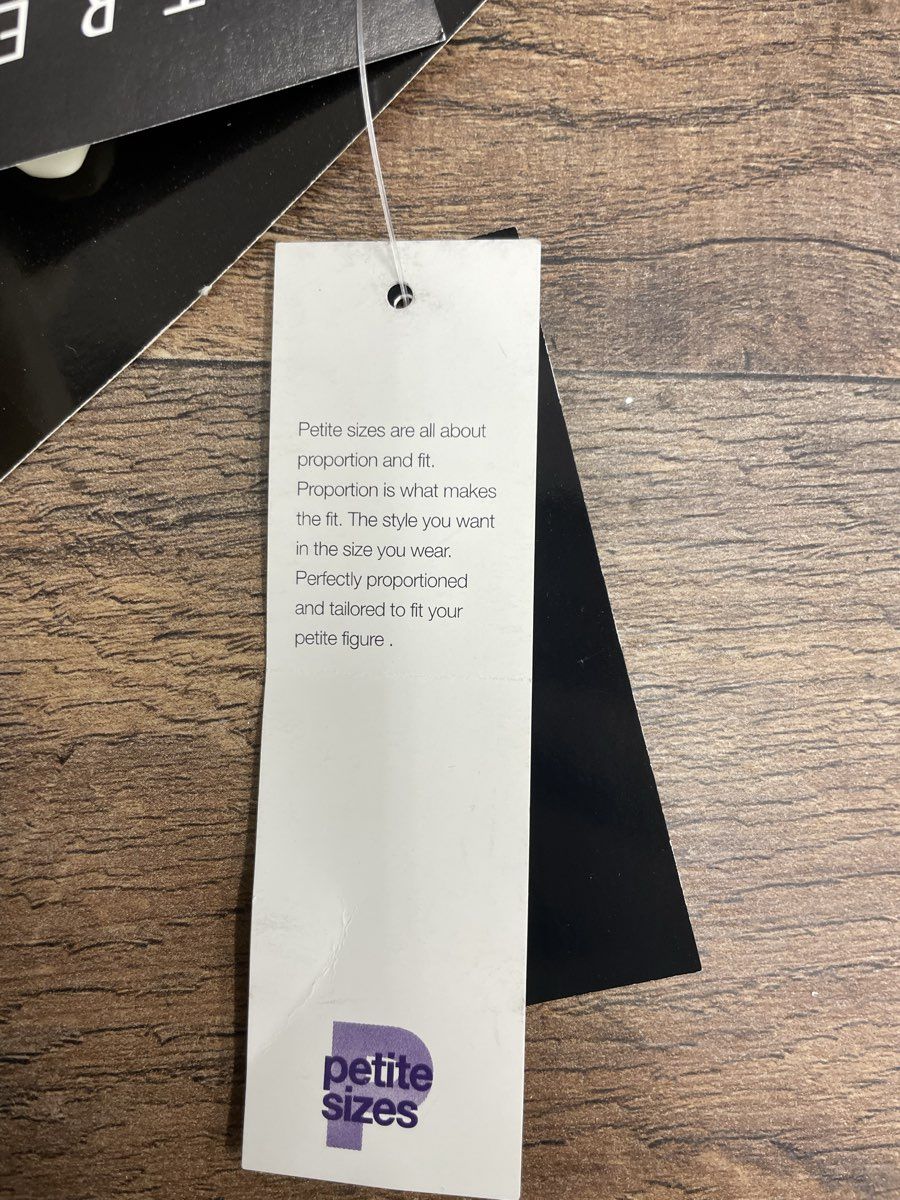 TRE
Petite sizes are all about
proportion and fit.
Proportion is what makes
the fit. The style you want
in the size you wear.
Perfectly proportioned
and tailored to fit your
petite figure .
petite
sizes